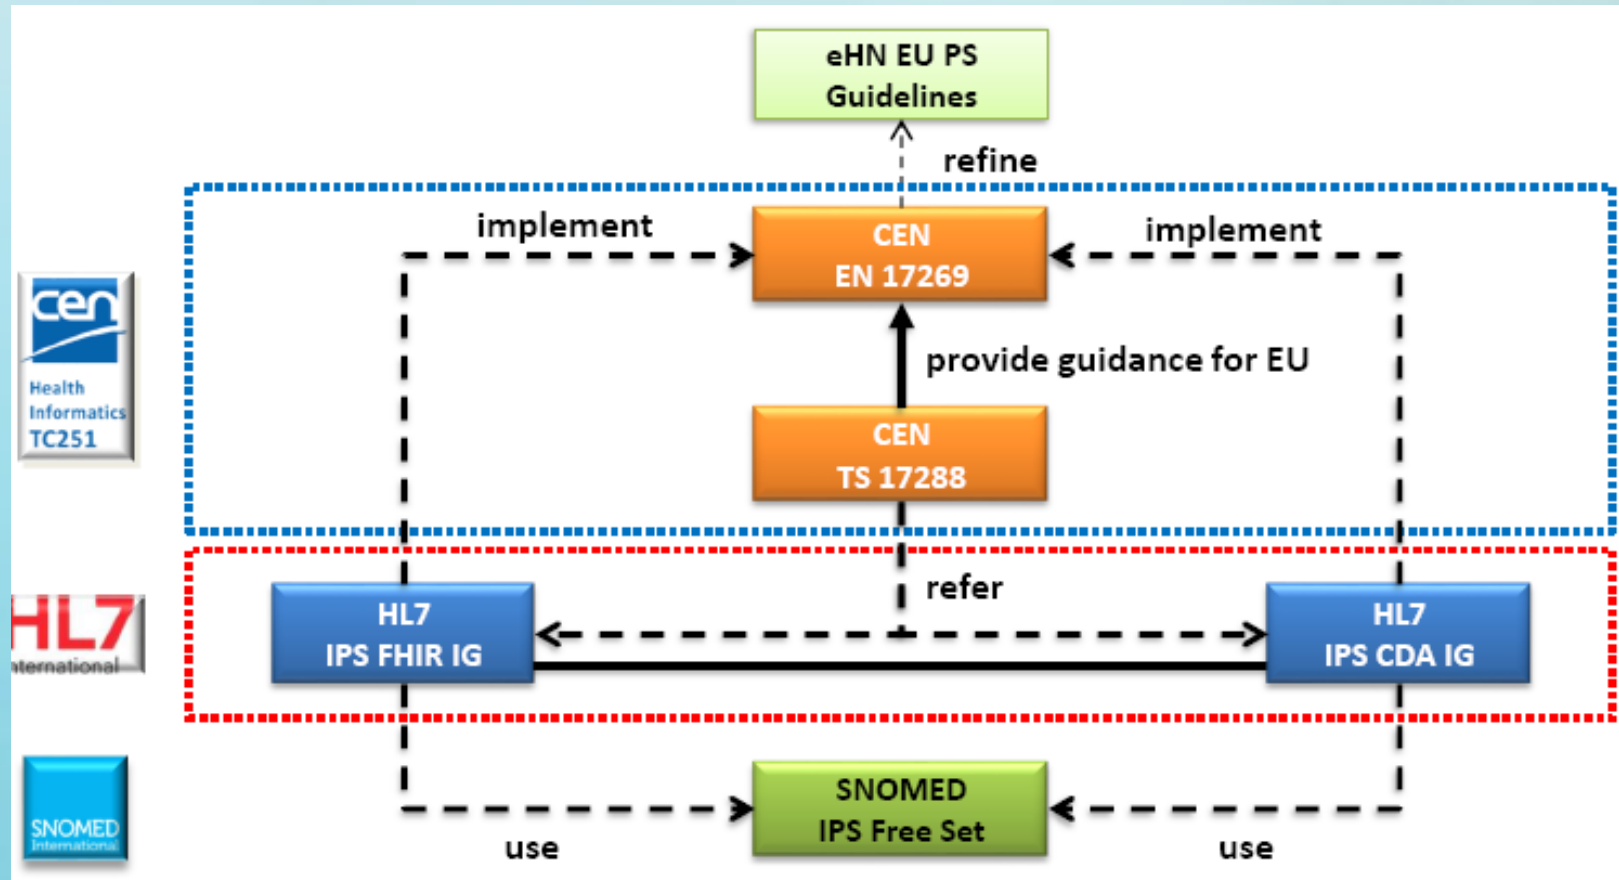 eHN EU PS
Guidelines
refine
implement
CEN
EN 17269
implement
cen
Health
Informatics
TC251
provide guidance for EU
CEN
TS 17288
HL7
International
HL7
IPS FHIR IG
refer
HL7
IPS CDA IG
SNOMED
International
SNOMED
IPS Free Set
use
use